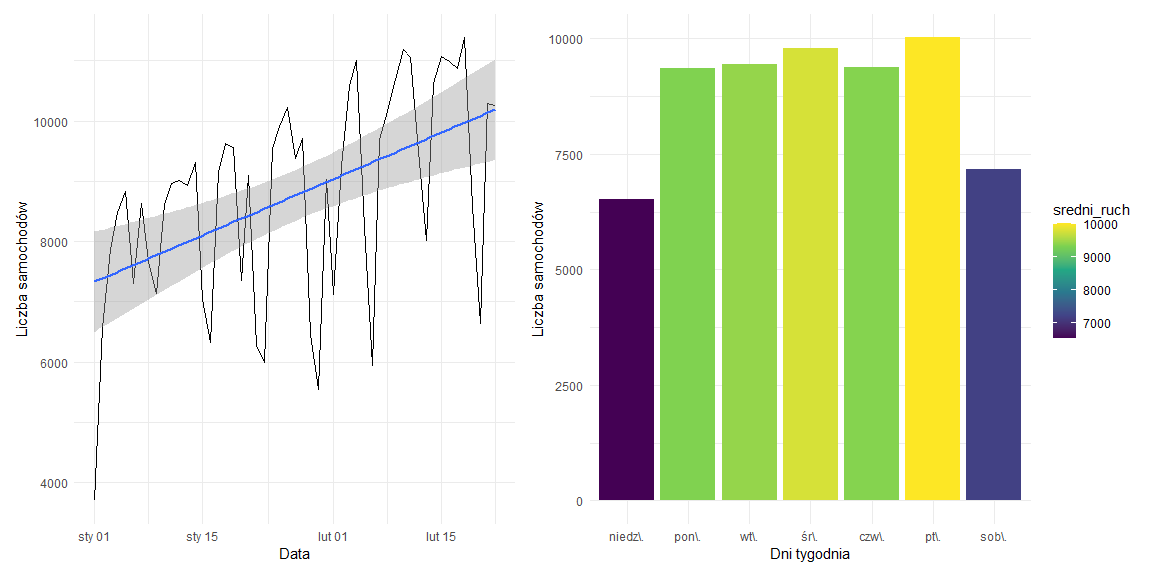 Liczba samochodów
10000
8000
6000
4000
sty 01
sty 15
lut 01
lut 15
Data
Liczba samochodów
10000
7500
5000
2500
0
niedz\.
pon\.
wt\.
śr\.
czw\.
pt\.
sob\.
Dni tygodnia
sredni_ruch
10000
9000
8000
7000